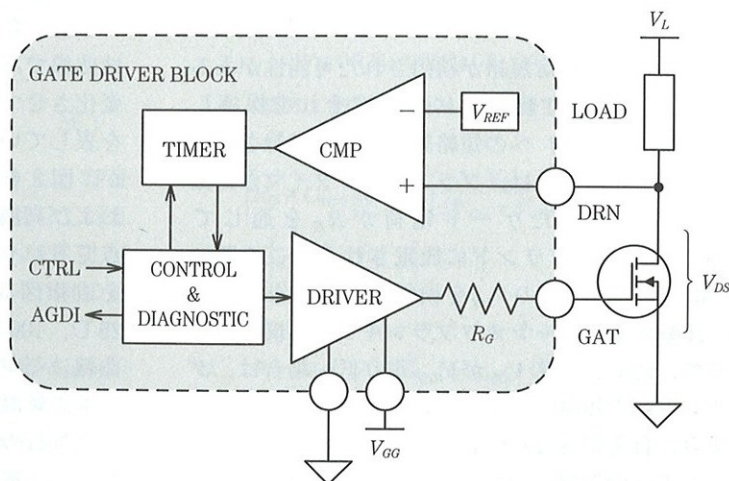 V_L
GATE DRIVER BLOCK
LOAD
V_REF
−
TIMER
CMP
+
DRN
CTRL
CONTROL
&
DIAGNOSTIC
DRIVER
AGDI
R_G
GAT
V_DS
V_GG